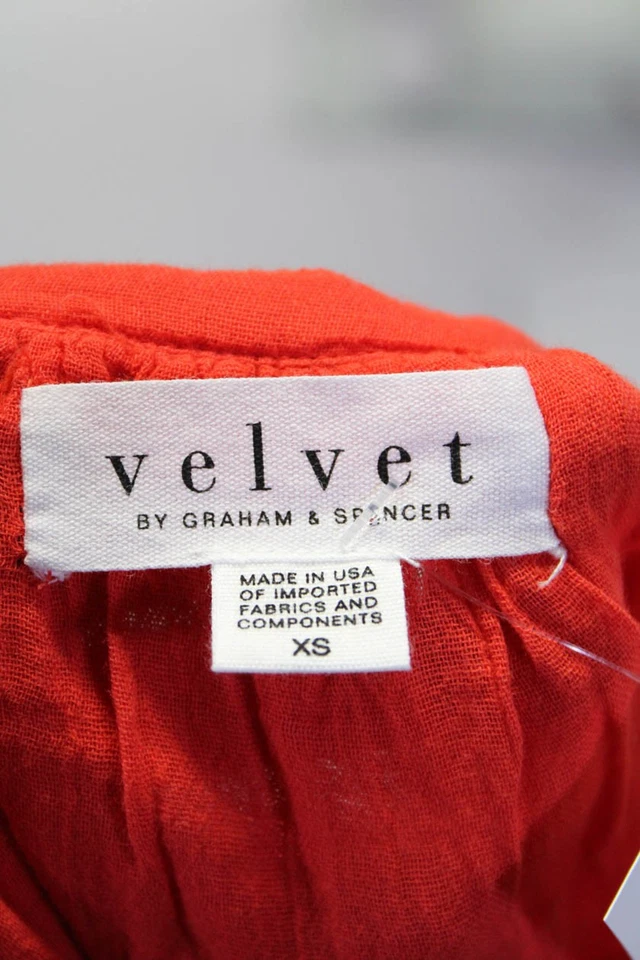 velvet
BY GRAHAM & SPENCER
MADE IN USA
OF IMPORTED
FABRICS AND
COMPONENTS
XS